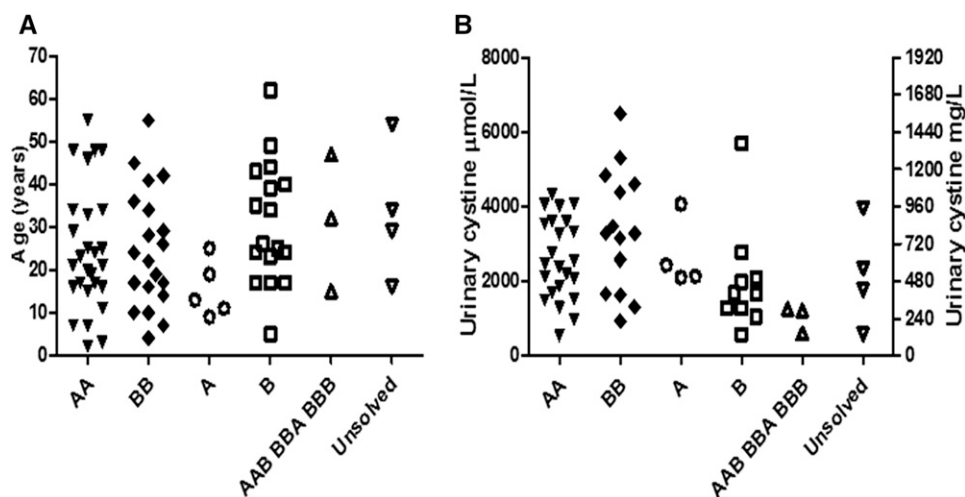 A
B
Age (years)
70
60
50
40
30
20
10
0
AA
BB
A
B
AAB BBA BBB
Unsolved
Urinary cystine µmol/L
8000
6000
4000
2000
0
AA
BB
A
B
AAB BBA BBB
Unsolved
1920
1680
1440
1200
960
720
480
240
0
Urinary cystine mg/L